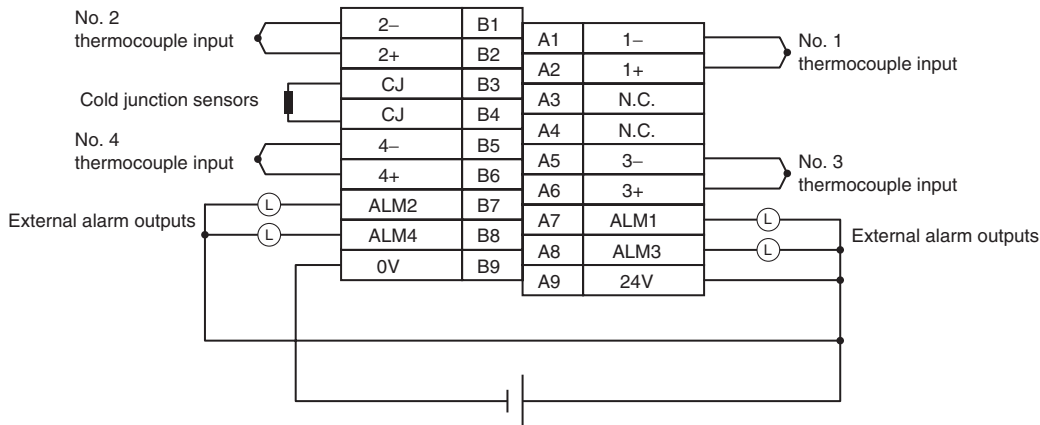 No. 2
thermocouple input
Cold junction sensors
No. 4
thermocouple input
External alarm outputs
L
L
2− B1
2+ B2
CJ B3
CJ B4
4− B5
4+ B6
ALM2 B7
ALM4 B8
0V B9
A1 1−
A2 1+
A3 N.C.
A4 N.C.
A5 3−
A6 3+
A7 ALM1
A8 ALM3
A9 24V
L
L
No. 1
thermocouple input
No. 3
thermocouple input
External alarm outputs